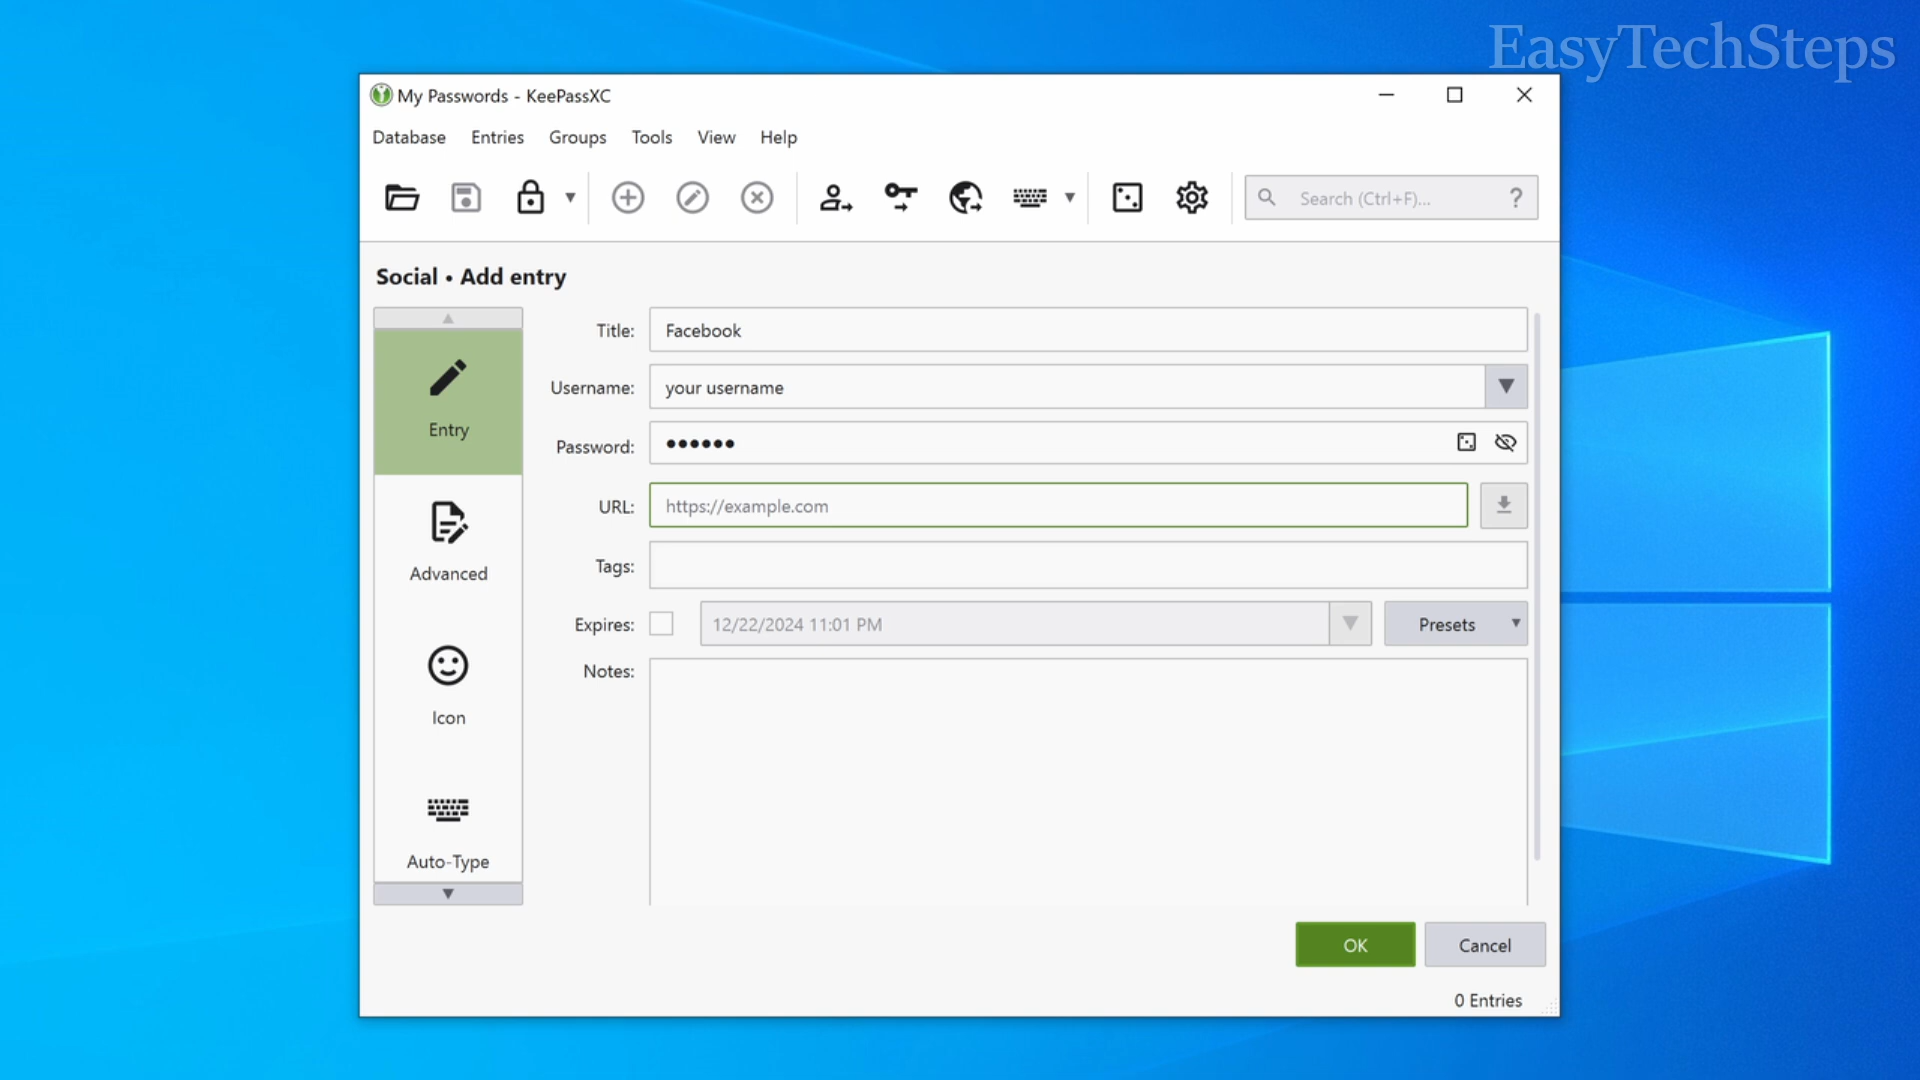 EasyTechSteps
My Passwords - KeePassXC
Database Entries Groups Tools View Help
Search (Ctrl+F)... ?
Social • Add entry
Title: Facebook
Username: your username
Password: ●●●●●●
URL: https://example.com
Tags:
Expires: 12/22/2024 11:01 PM Presets
Notes:
Entry
Advanced
Icon
Auto-Type
OK Cancel
0 Entries